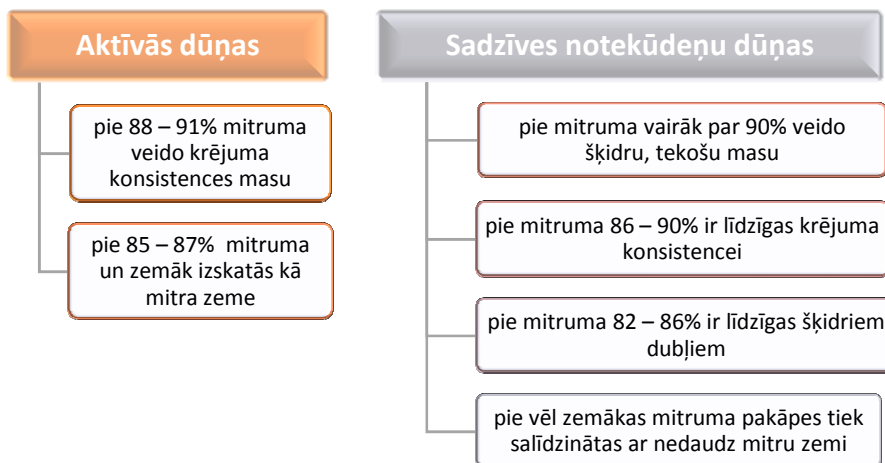 Aktīvās dūņas
pie 88 – 91% mitruma
veido krējuma
konsistences masu
pie 85 – 87% mitruma
un zemāk izskatās kā
mitra zeme
Sadzīves notekūdeņu dūņas
pie mitruma vairāk par 90% veido
šķidru, tekošu masu
pie mitruma 86 – 90% ir līdzīgas krējuma
konsistencei
pie mitruma 82 – 86% ir līdzīgas šķidriem
dubļiem
pie vēl zemākas mitruma pakāpes tiek
salīdzinātas ar nedaudz mitru zemi